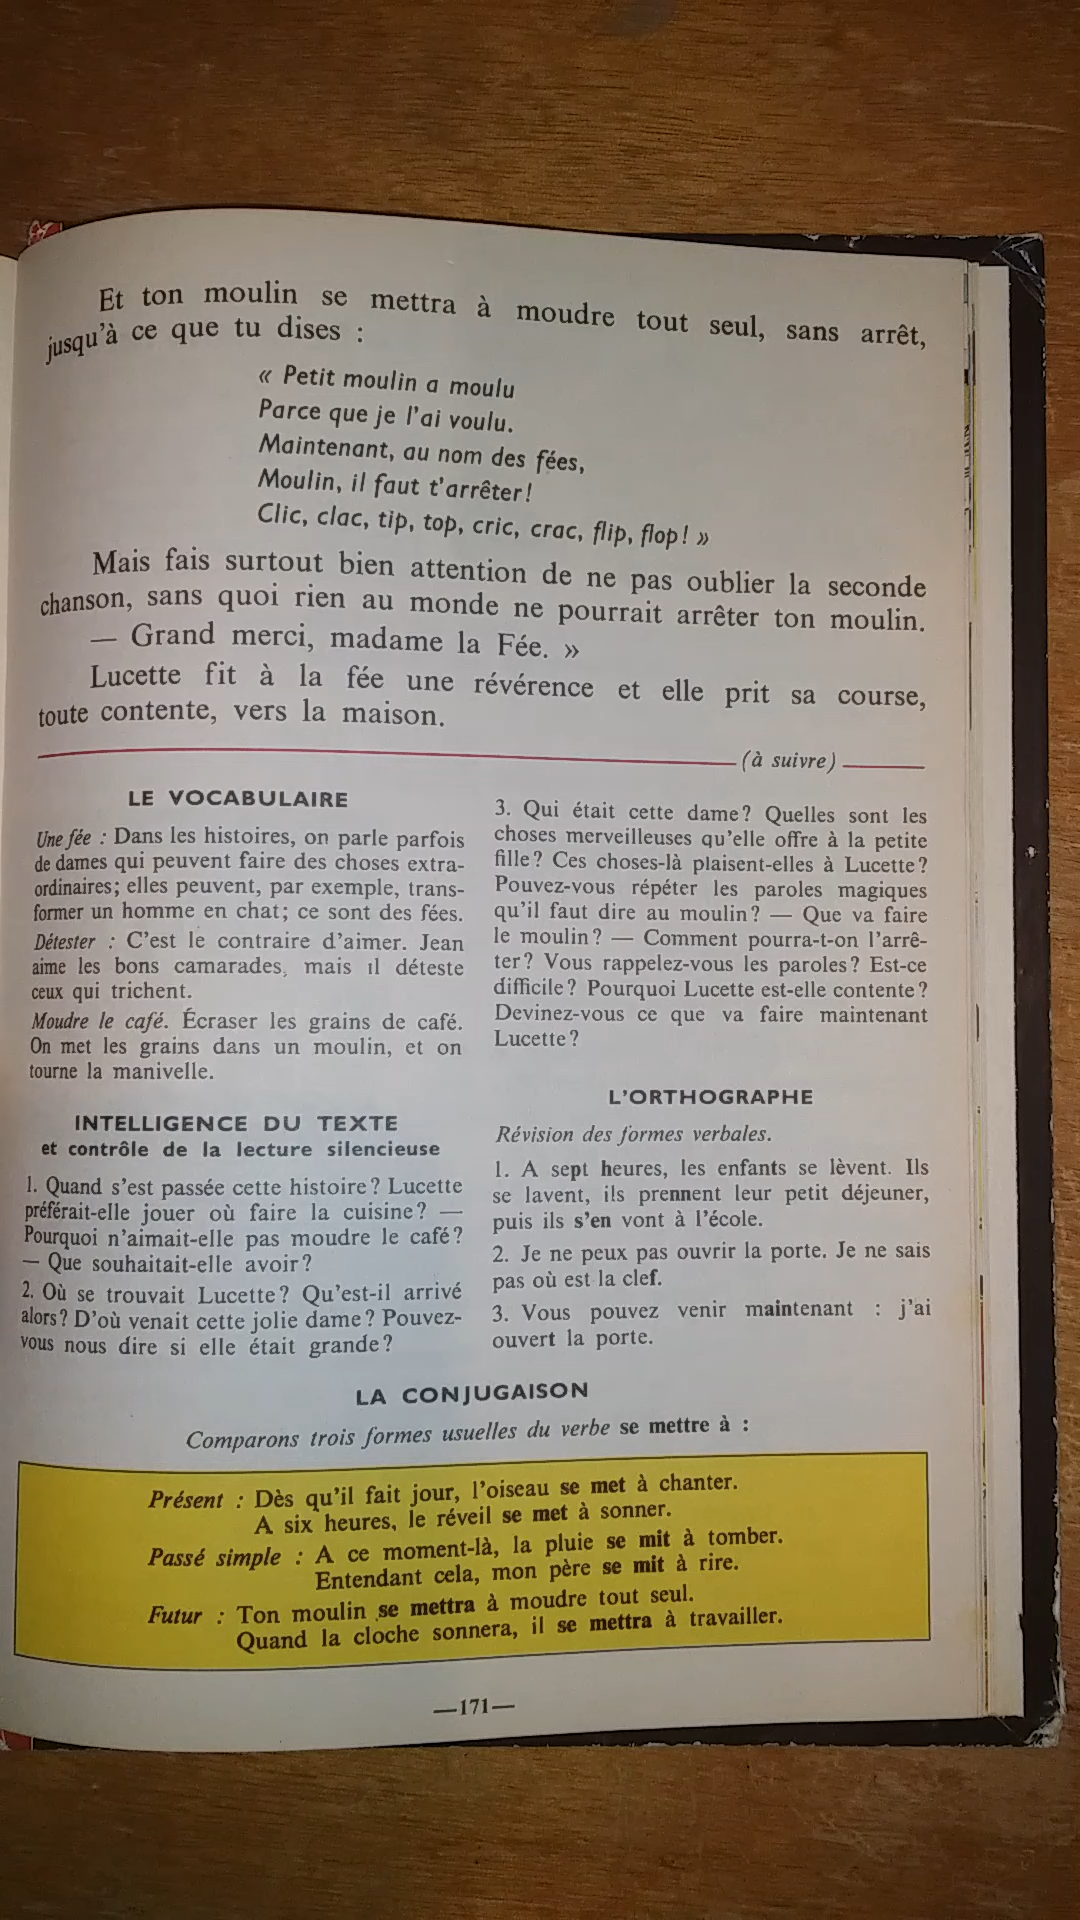 Et ton moulin se mettra à moudre tout seul, sans arrêt,
jusqu'à ce que tu dises :
« Petit moulin a moulu
Parce que je l'ai voulu.
Maintenant, au nom des fées,
Moulin, il faut t'arrêter!
Clic, clac, tip, top, cric, crac, flip, flop! »
Mais fais surtout bien attention de ne pas oublier la seconde
chanson, sans quoi rien au monde ne pourrait arrêter ton moulin.
— Grand merci, madame la Fée. »
Lucette fit à la fée une révérence et elle prit sa course,
toute contente, vers la maison.
(à suivre)
LE VOCABULAIRE
Une fée : Dans les histoires, on parle parfois
de dames qui peuvent faire des choses extra-
ordinaires; elles peuvent, par exemple, trans-
former un homme en chat; ce sont des fées.
Détester : C'est le contraire d'aimer. Jean
aime les bons camarades, mais il déteste
ceux qui trichent.
Moudre le café. Écraser les grains de café.
On met les grains dans un moulin, et on
tourne la manivelle.
INTELLIGENCE DU TEXTE
et contrôle de la lecture silencieuse
1. Quand s'est passée cette histoire? Lucette
préférait-elle jouer où faire la cuisine? —
Pourquoi n'aimait-elle pas moudre le café?
— Que souhaitait-elle avoir?
2. Où se trouvait Lucette? Qu'est-il arrivé
alors? D'où venait cette jolie dame? Pouvez-
vous nous dire si elle était grande?
3. Qui était cette dame? Quelles sont les
choses merveilleuses qu'elle offre à la petite
fille? Ces choses-là plaisent-elles à Lucette?
Pouvez-vous répéter les paroles magiques
qu'il faut dire au moulin? — Que va faire
le moulin? — Comment pourra-t-on l'arrê-
ter? Vous rappelez-vous les paroles? Est-ce
difficile? Pourquoi Lucette est-elle contente?
Devinez-vous ce que va faire maintenant
Lucette?
L'ORTHOGRAPHE
Révision des formes verbales.
1. A sept heures, les enfants se lèvent. Ils
se lavent, ils prennent leur petit déjeuner,
puis ils s'en vont à l'école.
2. Je ne peux pas ouvrir la porte. Je ne sais
pas où est la clef.
3. Vous pouvez venir maintenant : j'ai
ouvert la porte.
LA CONJUGAISON
Comparons trois formes usuelles du verbe se mettre à :
Présent : Dès qu'il fait jour, l'oiseau se met à chanter.
A six heures, le réveil se met à sonner.
Passé simple : A ce moment-là, la pluie se mit à tomber.
Entendant cela, mon père se mit à rire.
Futur : Ton moulin se mettra à moudre tout seul.
Quand la cloche sonnera, il se mettra à travailler.
—171—